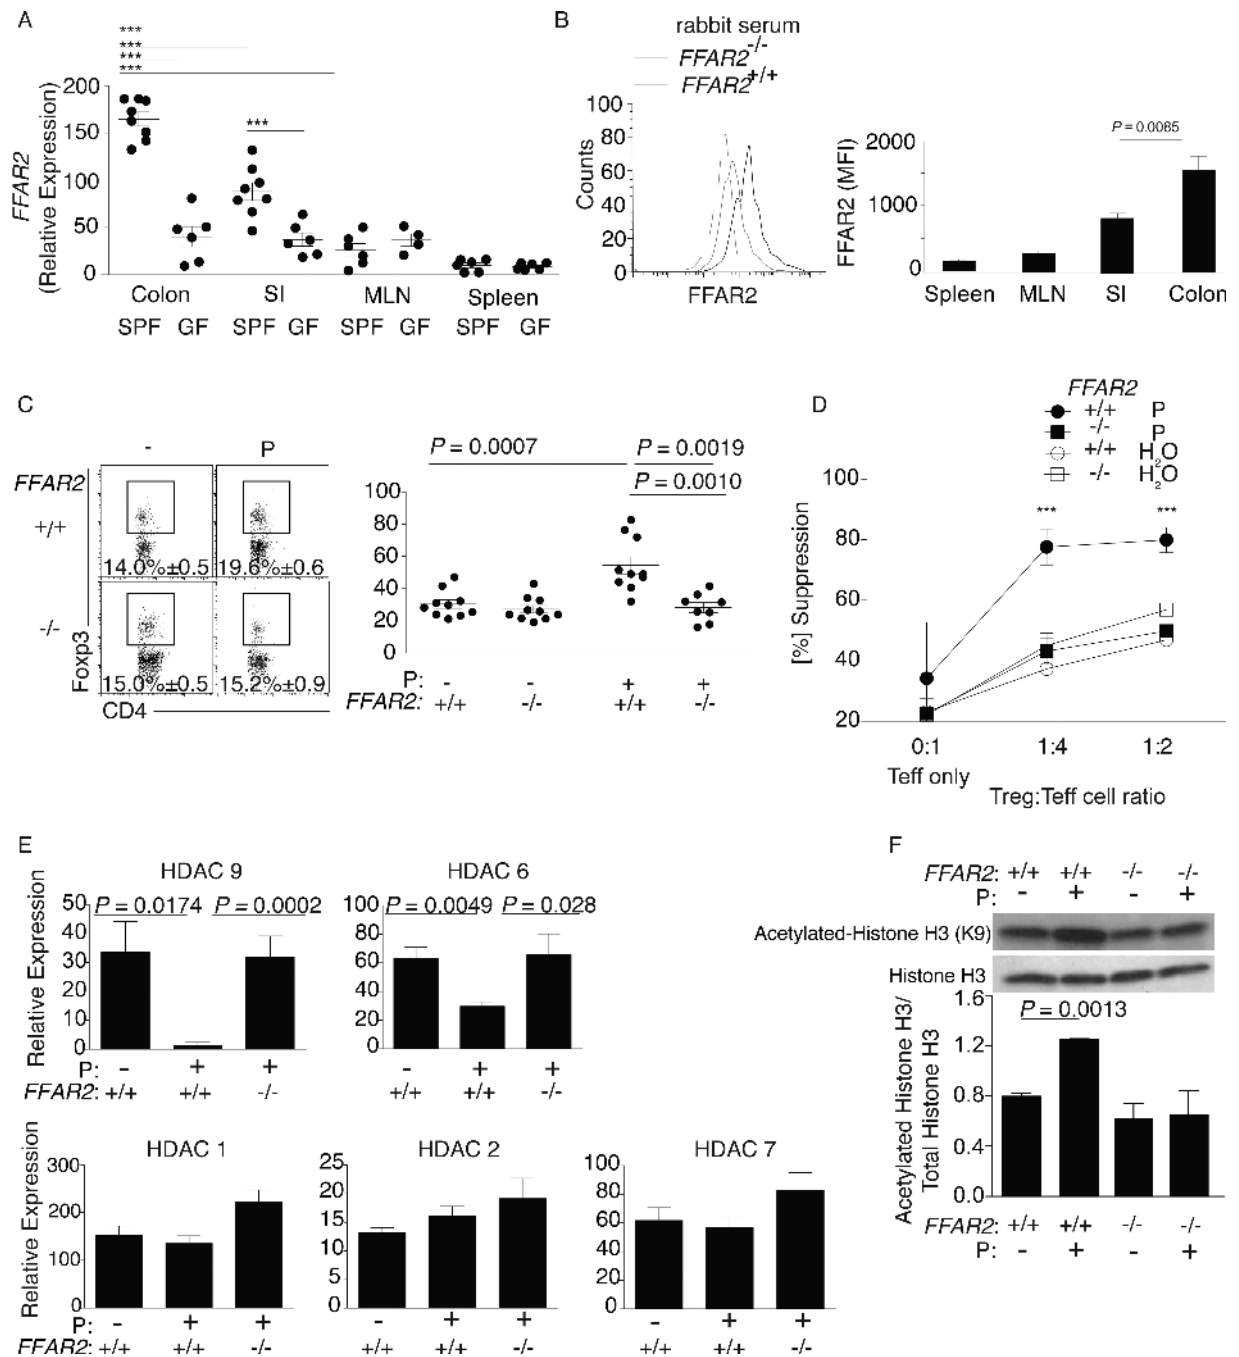 A
***
***
***
***
FFAR2
(Relative Expression)
200
150
100
50
0
***
Colon SI MLN Spleen
SPF GF SPF GF SPF GF SPF GF
B
rabbit serum
FFAR2 -/-
FFAR2 +/+
Counts
100
80
60
40
20
0
FFAR2
FFAR2 (MFI)
2000
1000
0
P = 0.0085
Spleen MLN SI Colon
C
- P
FFAR2
+/+
-/-
14.0%±0.5 19.6%±0.6
15.0%±0.5 15.2%±0.9
Foxp3
CD4
P = 0.0007 P = 0.0019
P = 0.0010
100
80
60
40
20
0
P: - - + +
FFAR2: +/+ -/- +/+ -/-
D
FFAR2
+/+ P
-/- P
+/+ H2O
-/- H2O
[%] Suppression
100
80
60
40
20
*** ***
0:1 1:4 1:2
Teff only
Treg:Teff cell ratio
E
HDAC 9
Relative Expression
50
40
30
20
10
0
P = 0.0174 P = 0.0002
P: - + +
FFAR2: +/+ +/+ -/-
HDAC 6
100
80
60
40
20
0
P = 0.0049 P = 0.028
- + +
+/+ +/+ -/-
HDAC 1
Relative Expression
300
200
150
100
0
P: - + +
FFAR2: +/+ +/+ -/-
HDAC 2
25
20
15
10
5
0
- + +
+/+ +/+ -/-
HDAC 7
100
80
60
40
20
0
- + +
+/+ +/+ -/-
F
FFAR2: +/+ +/+ -/- -/-
P: - + - +
Acetylated-Histone H3 (K9)
Histone H3
Acetylated Histone H3/
Total Histone H3
1.6
1.2
0.8
0.4
0.0
P = 0.0013
FFAR2: +/+ +/+ -/- -/-
P: - + - +